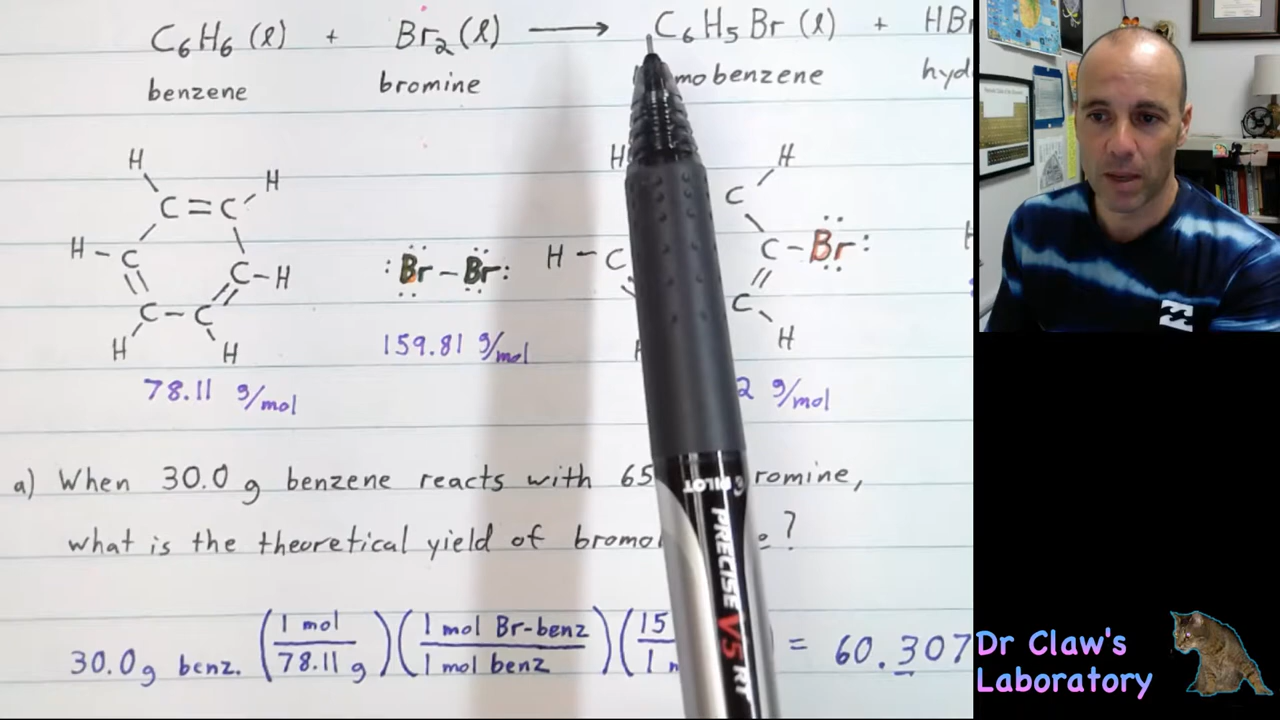 C₆H₆ (l) + Br₂ (l) ⟶ C₆H₅Br (l) + HBr
benzene bromine mobenzene hyd
H H H H
C = C C
H - C C - H : Br - Br : H - C C - Br :
C - C C
H H H
159.81 g/mol
78.11 g/mol 2 g/mol
a) When 30.0 g benzene reacts with 65 romine,
what is the theoretical yield of bromo e?
30.0g benz. (1 mol / 78.11 g) (1 mol Br-benz / 1 mol benz) (15 / 1 m = 60.307
PILOT
PRECISE V5 RT
Dr Claw's
Laboratory